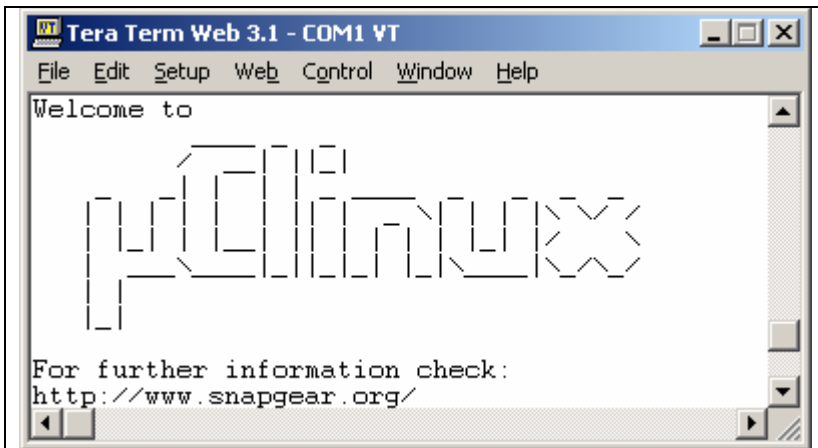 Tera Term Web 3.1 - COM1 VT
File Edit Setup Web Control Window Help
Welcome to
µClinux
For further information check:
http://www.snapgear.org/